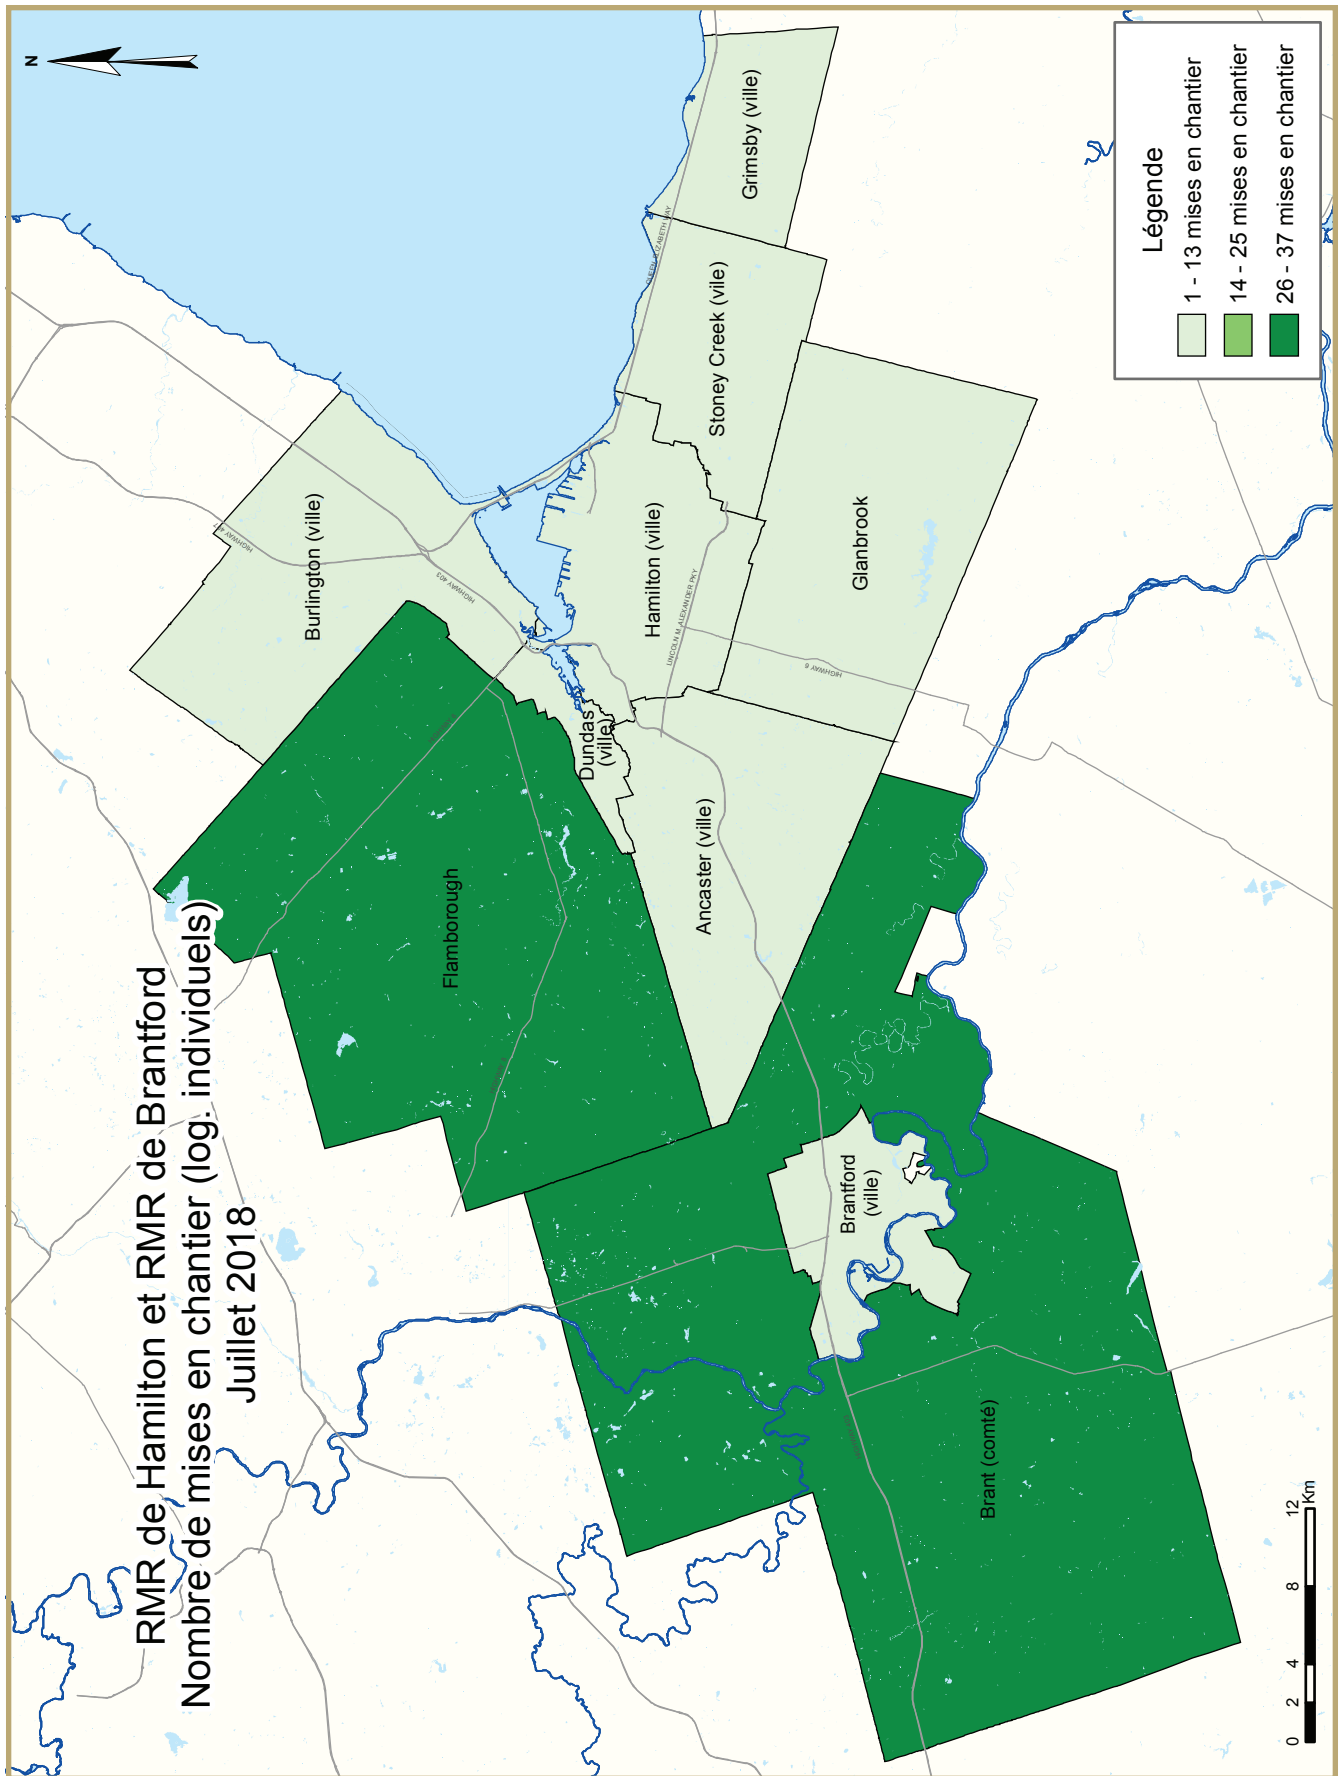 RMR de Hamilton et RMR de Brantford
Nombre de mises en chantier (log. individuels)
Juillet 2018
N
Burlington (ville)
HIGHWAY 403
Flamborough
Dundas
(ville)
Hamilton (ville)
LINCOLN M. ALEXANDER PKY
QUEEN ELIZABETH WAY
Grimsby (ville)
Stoney Creek (vile)
Glanbrook
HIGHWAY 6
Ancaster (ville)
Brantford
(ville)
Brant (comté)
Légende
1 - 13 mises en chantier
14 - 25 mises en chantier
26 - 37 mises en chantier
0 2 4 8 12
Km